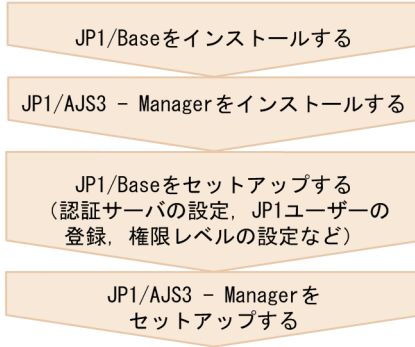 JP1/Baseをインストールする
JP1/AJS3 - Managerをインストールする
JP1/Baseをセットアップする
（認証サーバの設定，JP1ユーザーの
登録，権限レベルの設定など）
JP1/AJS3 - Managerを
セットアップする